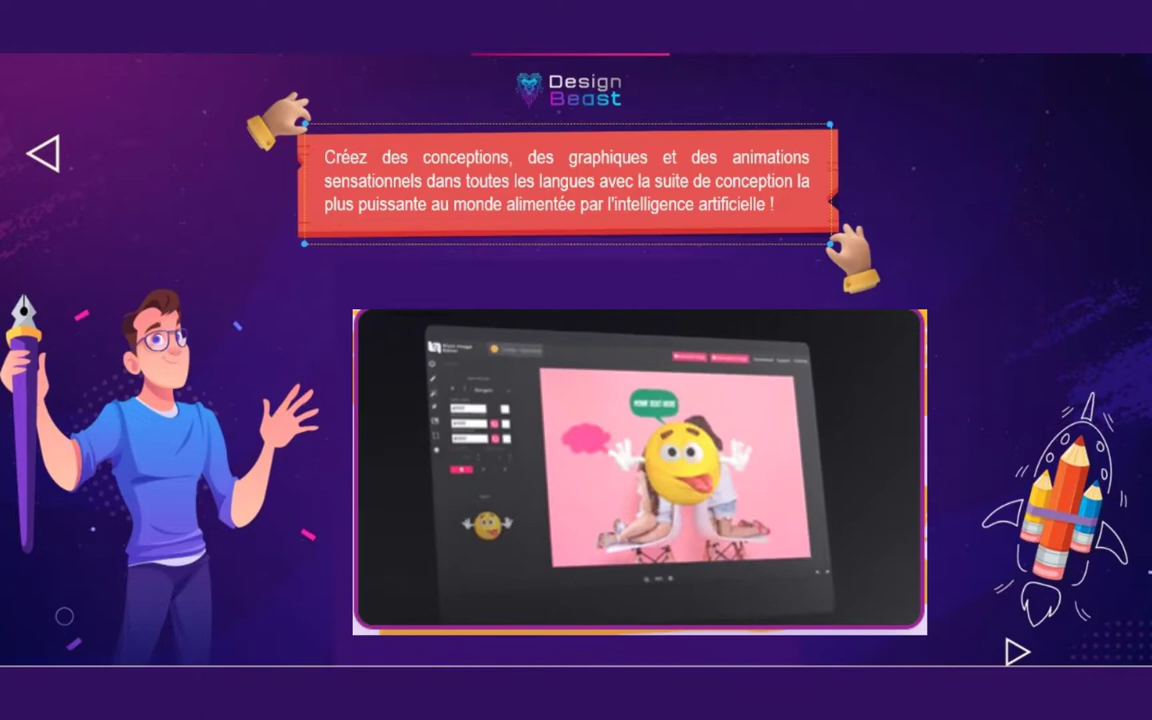 Design
Beast
Créez des conceptions, des graphiques et des animations
sensationnels dans toutes les langues avec la suite de conception la
plus puissante au monde alimentée par l'intelligence artificielle !